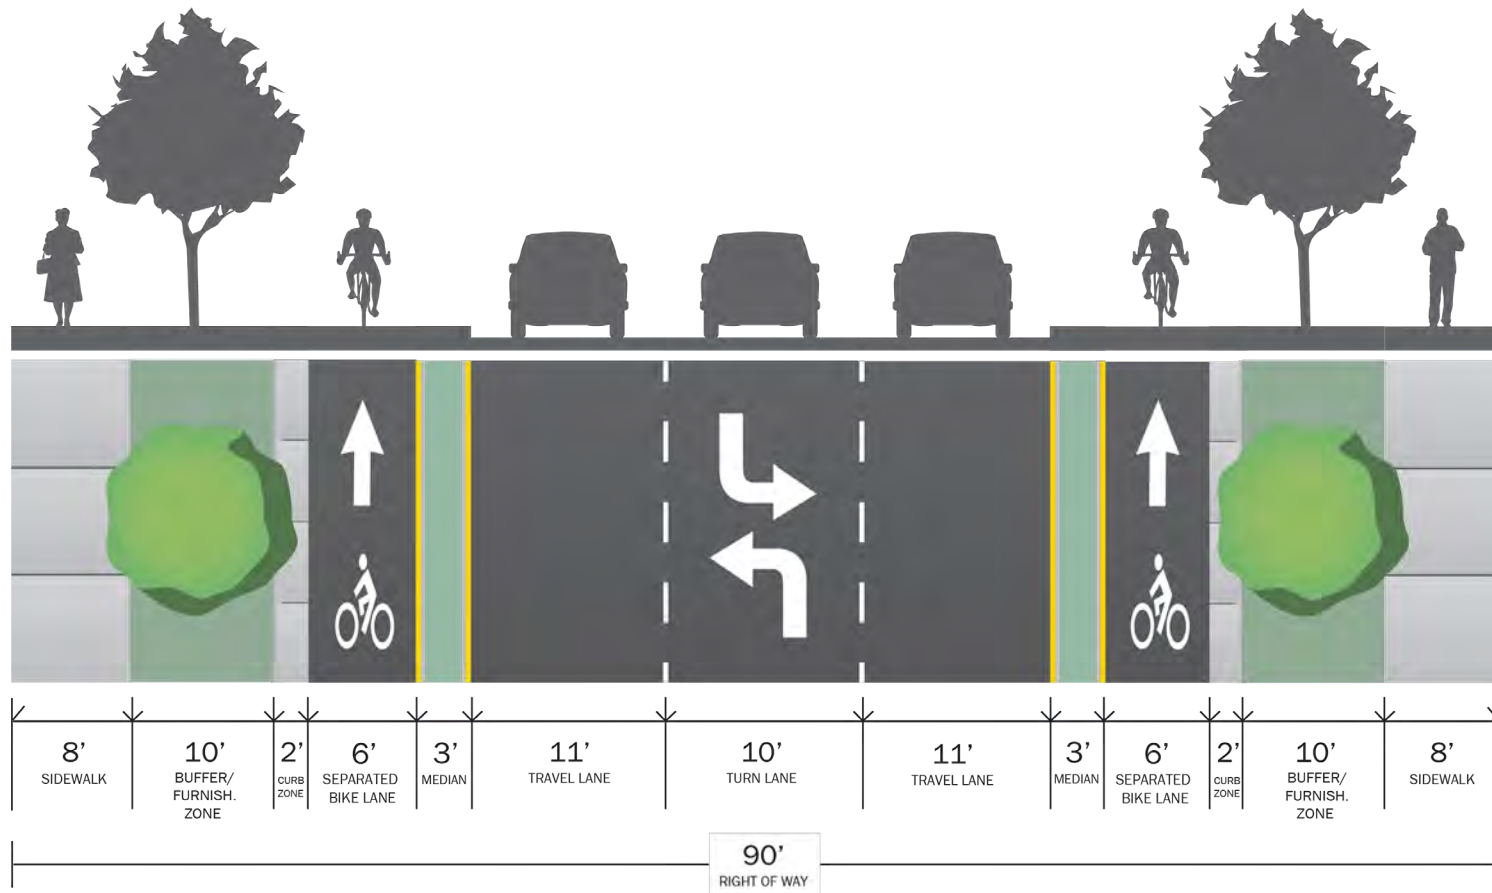 8’
SIDEWALK
10’
BUFFER/
FURNISH.
ZONE
2’
CURB
ZONE
6’
SEPARATED
BIKE LANE
3’
MEDIAN
11’
TRAVEL LANE
10’
TURN LANE
11’
TRAVEL LANE
3’
MEDIAN
6’
SEPARATED
BIKE LANE
2’
CURB
ZONE
10’
BUFFER/
FURNISH.
ZONE
8’
SIDEWALK
90’
RIGHT OF WAY